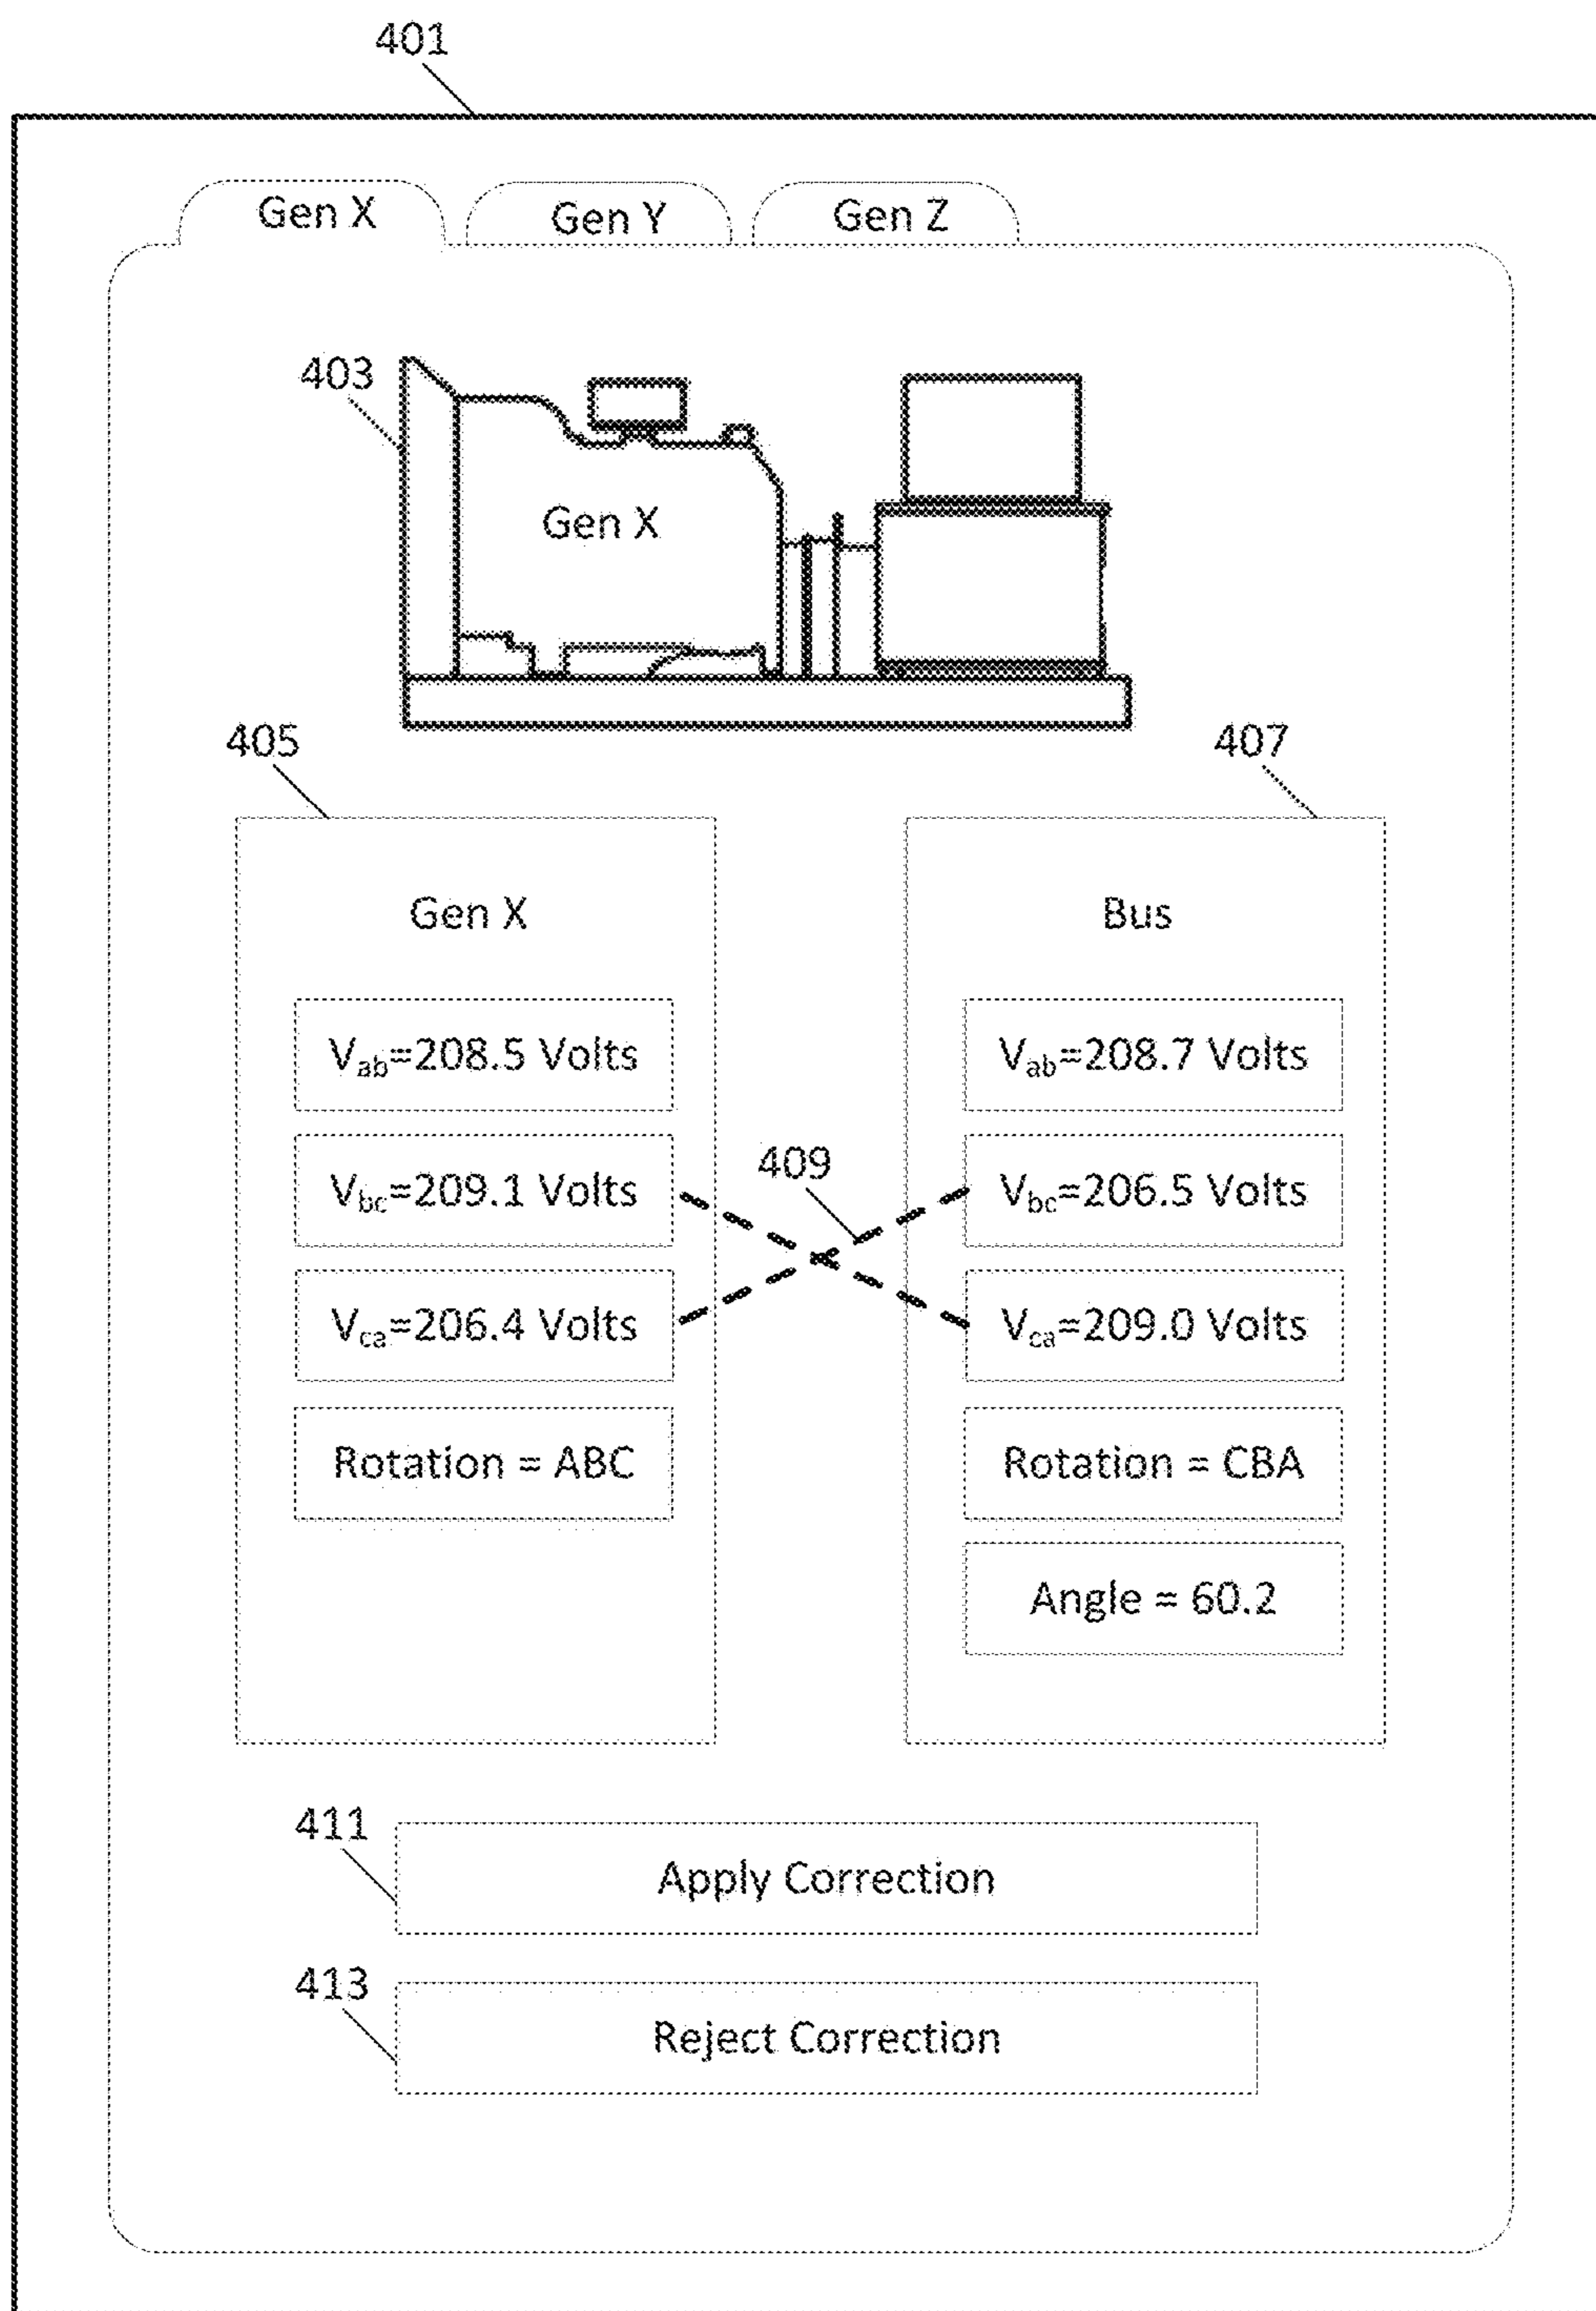 401
Gen X
Gen Y
Gen Z
403
Gen X
405
407
Gen X
Bus
Vab=208.5 Volts
Vab=208.7 Volts
409
Vbc=209.1 Volts
Vbc=206.5 Volts
Vca=206.4 Volts
Vca=209.0 Volts
Rotation = ABC
Rotation = CBA
Angle = 60.2
411
Apply Correction
413
Reject Correction